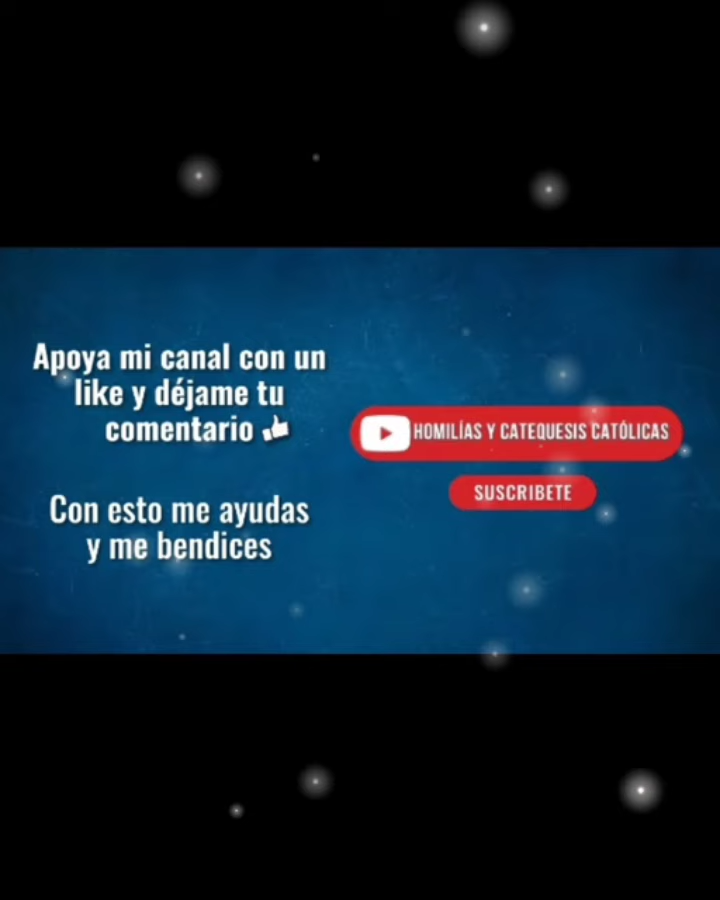 Apoya mi canal con un
like y déjame tu
comentario
Con esto me ayudas
y me bendices
HOMILÍAS Y CATEQUESIS CATÓLICAS
SUSCRIBETE